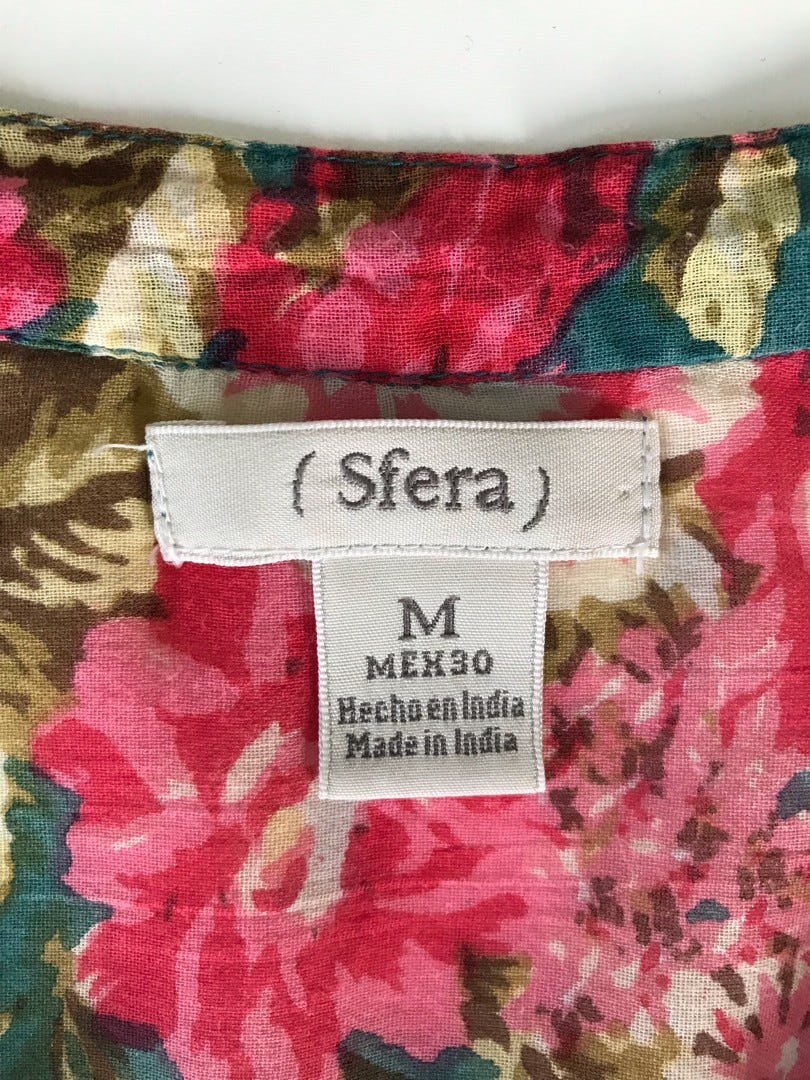 ( Sfera )
M
MEX30
Hecho en India
Made in India